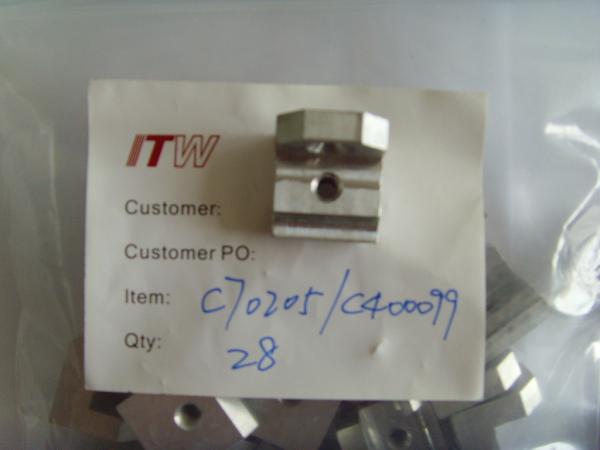 ITW
Customer:
Customer PO:
Item: C70205/C400099
Qty: 28